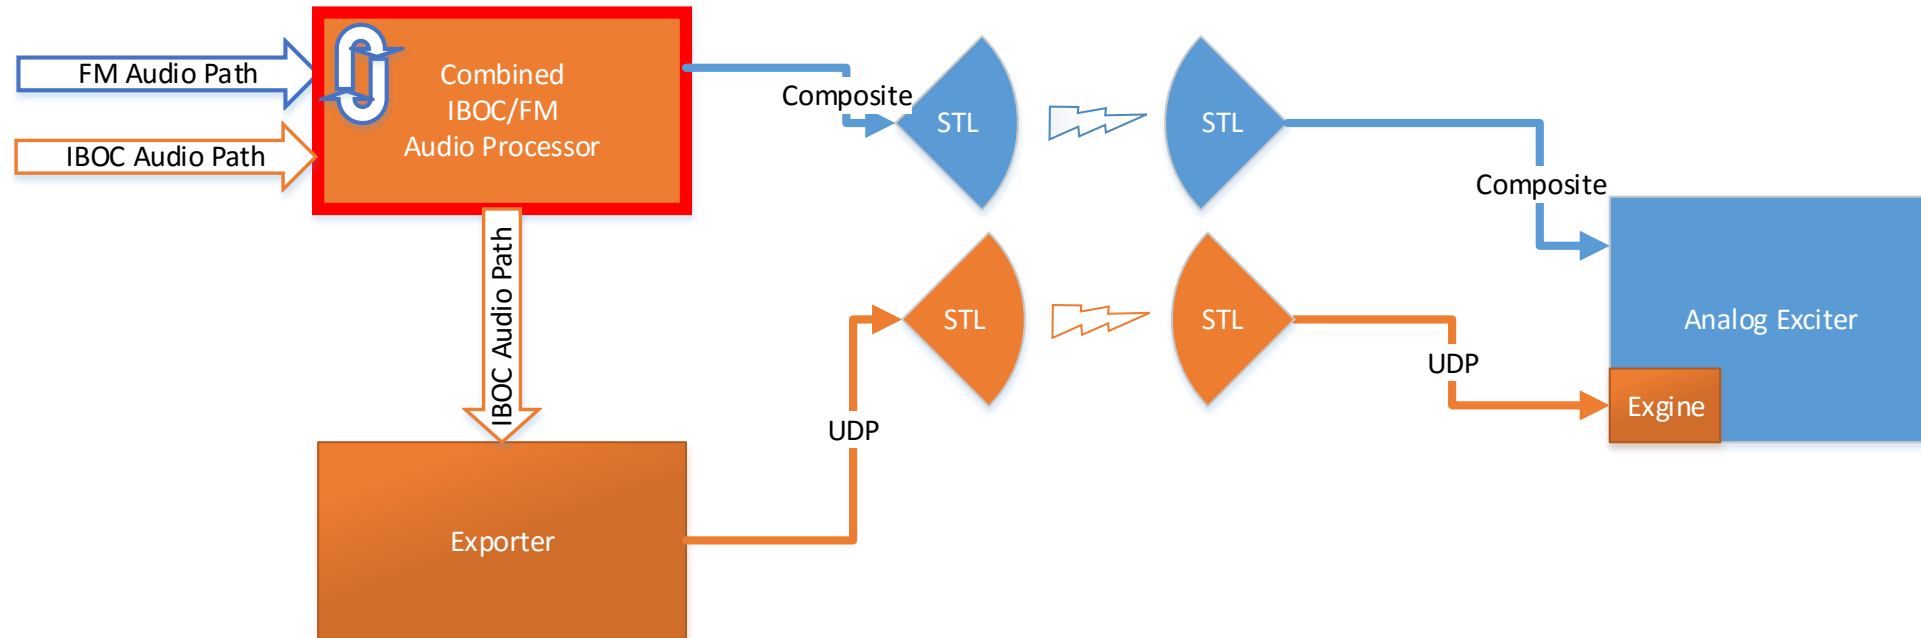 FM Audio Path
IBOC Audio Path
Combined
IBOC/FM
Audio Processor
Composite
STL
STL
Composite
IBOC Audio Path
STL
STL
UDP
UDP
Analog Exciter
Exgine
Exporter